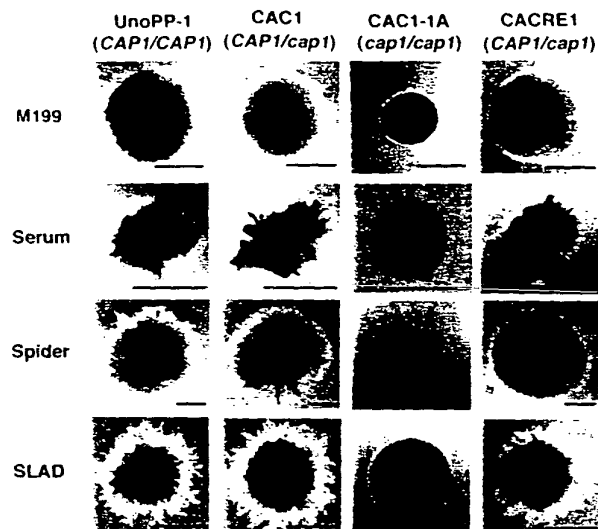 UnoPP-1 CAC1 CAC1-1A CACRE1
(CAP1/CAP1) (CAP1/cap1) (cap1/cap1) (CAP1/cap1)
M199
Serum
Spider
SLAD